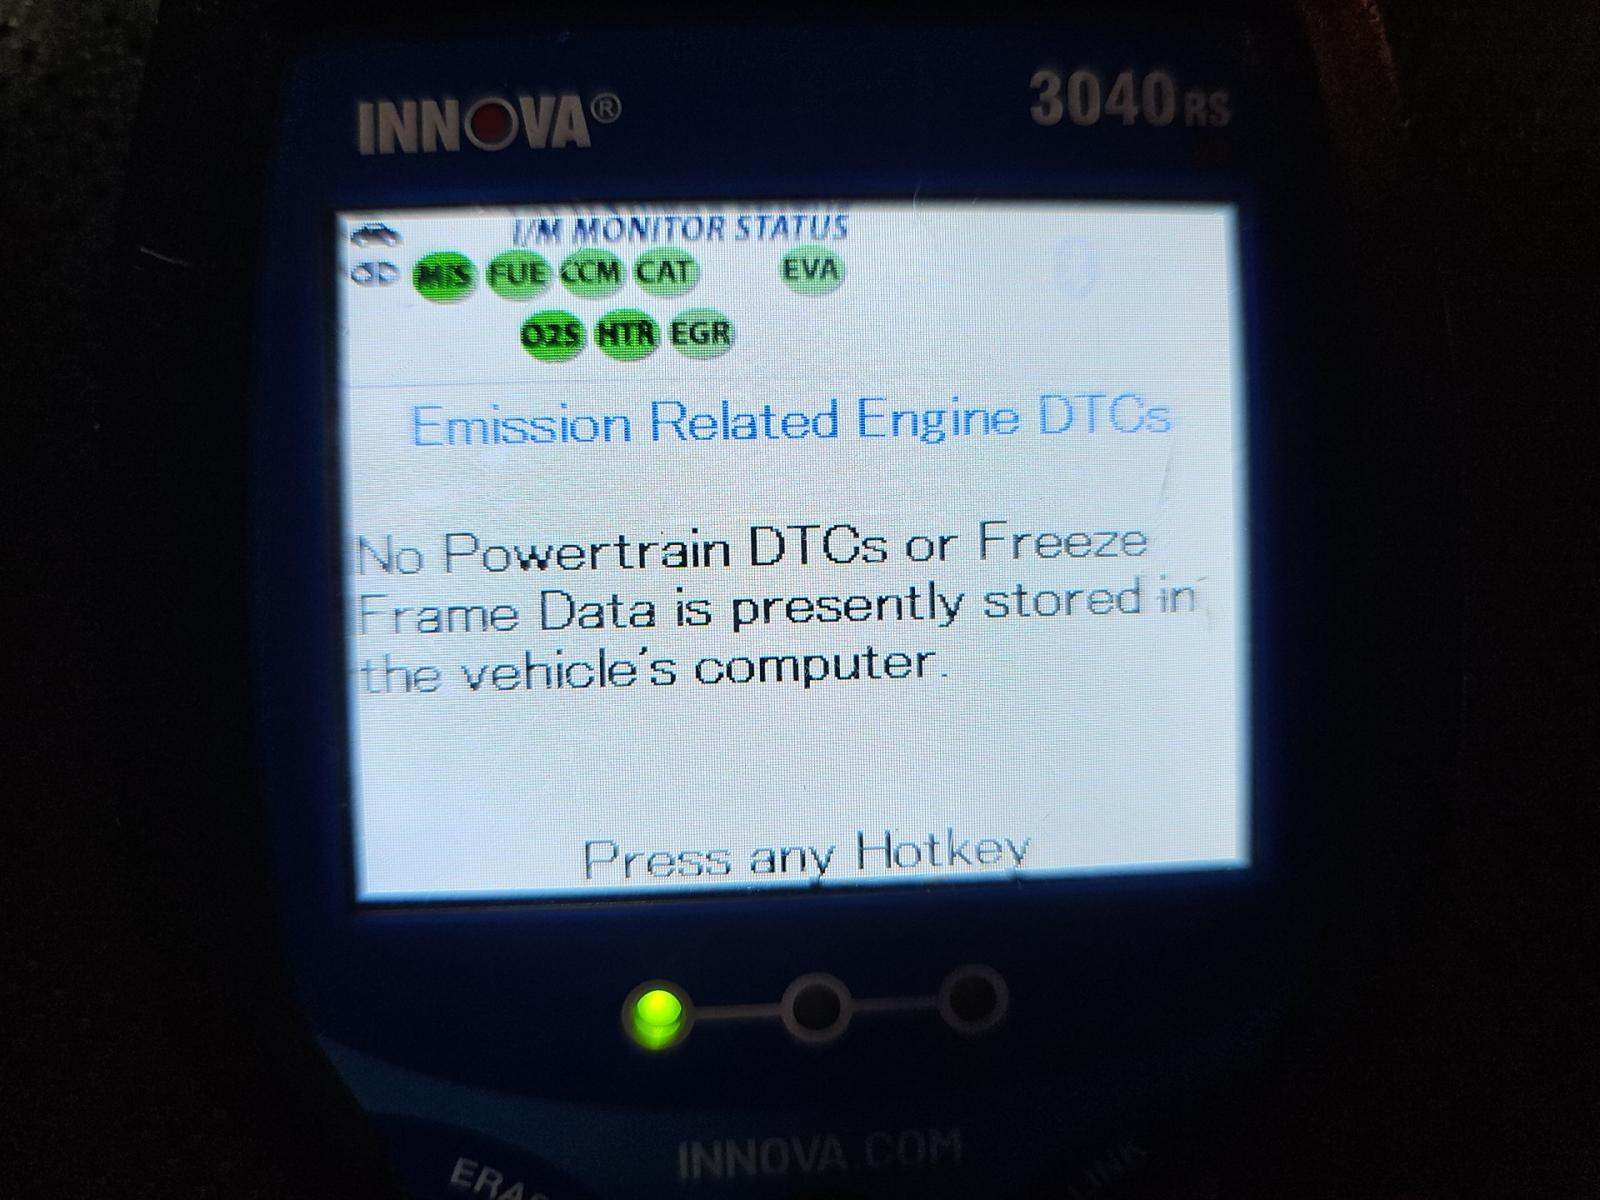 INNOVA®
3040RS
I/M MONITOR STATUS
M/S FUE CCM CAT EVA
O2S HTR EGR
Emission Related Engine DTCs
No Powertrain DTCs or Freeze
Frame Data is presently stored in
the vehicle's computer.
Press any Hotkey
INNOVA.COM